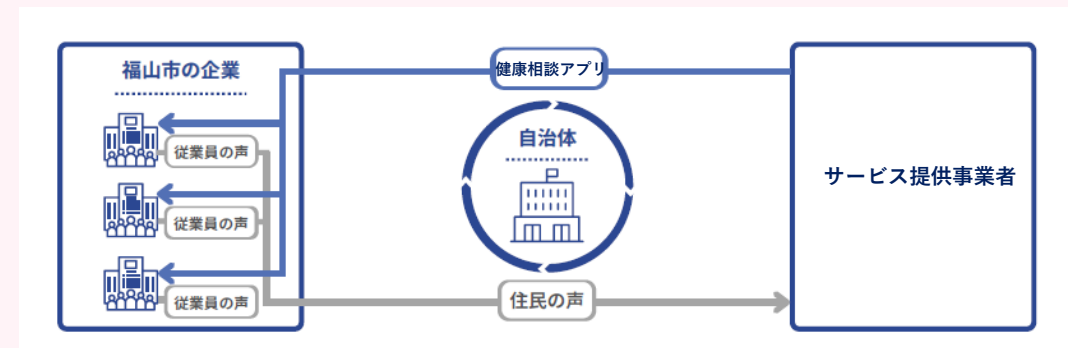 福山市の企業
従業員の声
従業員の声
従業員の声
健康相談アプリ
自治体
住民の声
サービス提供事業者